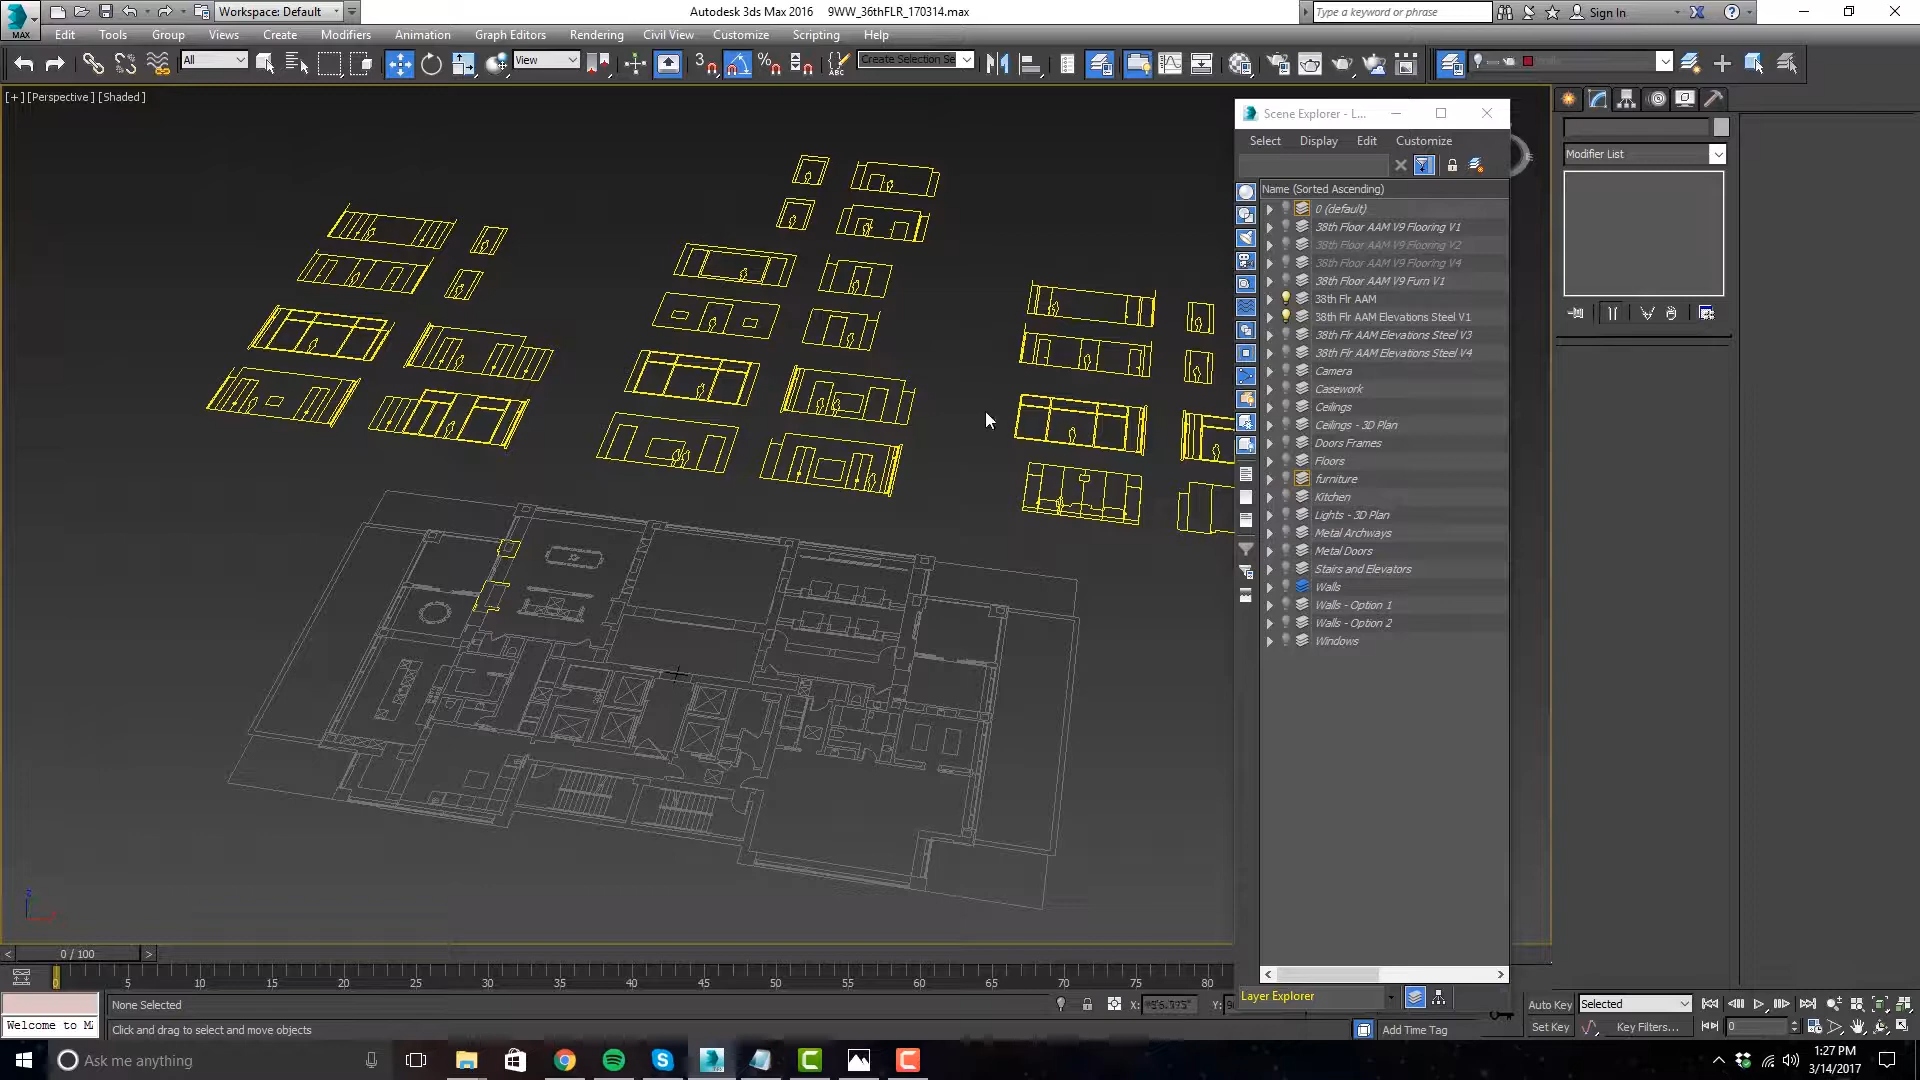 Workspace: Default
Autodesk 3ds Max 2016    9WW_36thFLR_170314.max
Type a keyword or phrase
Sign In
MAX
Edit
Tools
Group
Views
Create
Modifiers
Animation
Graph Editors
Rendering
Civil View
Customize
Scripting
Help
All
View
3
Create Selection Se
[+] [Perspective] [Shaded]
Scene Explorer - L...
Select
Display
Edit
Customize
Name (Sorted Ascending)
0 (default)
38th Floor AAM V9 Flooring V1
38th Floor AAM V9 Flooring V2
38th Floor AAM V9 Flooring V4
38th Floor AAM V9 Furn V1
38th Flr AAM
38th Flr AAM Elevations Steel V1
38th Flr AAM Elevations Steel V3
38th Flr AAM Elevations Steel V4
Camera
Casework
Ceilings
Ceilings - 3D Plan
Doors Frames
Floors
furniture
Kitchen
Lights - 3D Plan
Metal Archways
Metal Doors
Stairs and Elevators
Walls
Walls - Option 1
Walls - Option 2
Windows
Layer Explorer
Modifier List
0 / 100
0 5 10 15 20 25 30 35 40 45 50 55 60 65 70 75 80
None Selected
X:
Y:
Welcome to M
Click and drag to select and move objects
Add Time Tag
Auto Key
Selected
Set Key
Key Filters...
0
Ask me anything
1:27 PM
3/14/2017